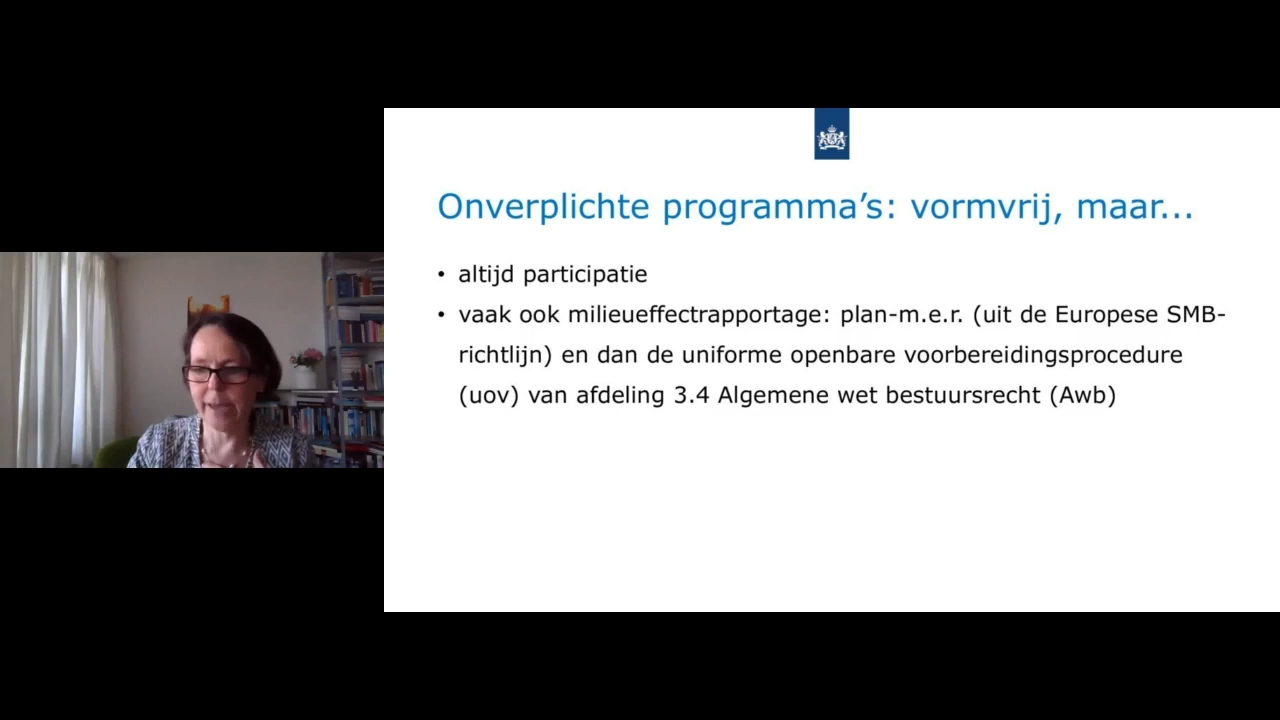 Onverplichte programma’s: vormvrij, maar...
• altijd participatie
• vaak ook milieueffectrapportage: plan-m.e.r. (uit de Europese SMB-
richtlijn) en dan de uniforme openbare voorbereidingsprocedure
(uov) van afdeling 3.4 Algemene wet bestuursrecht (Awb)